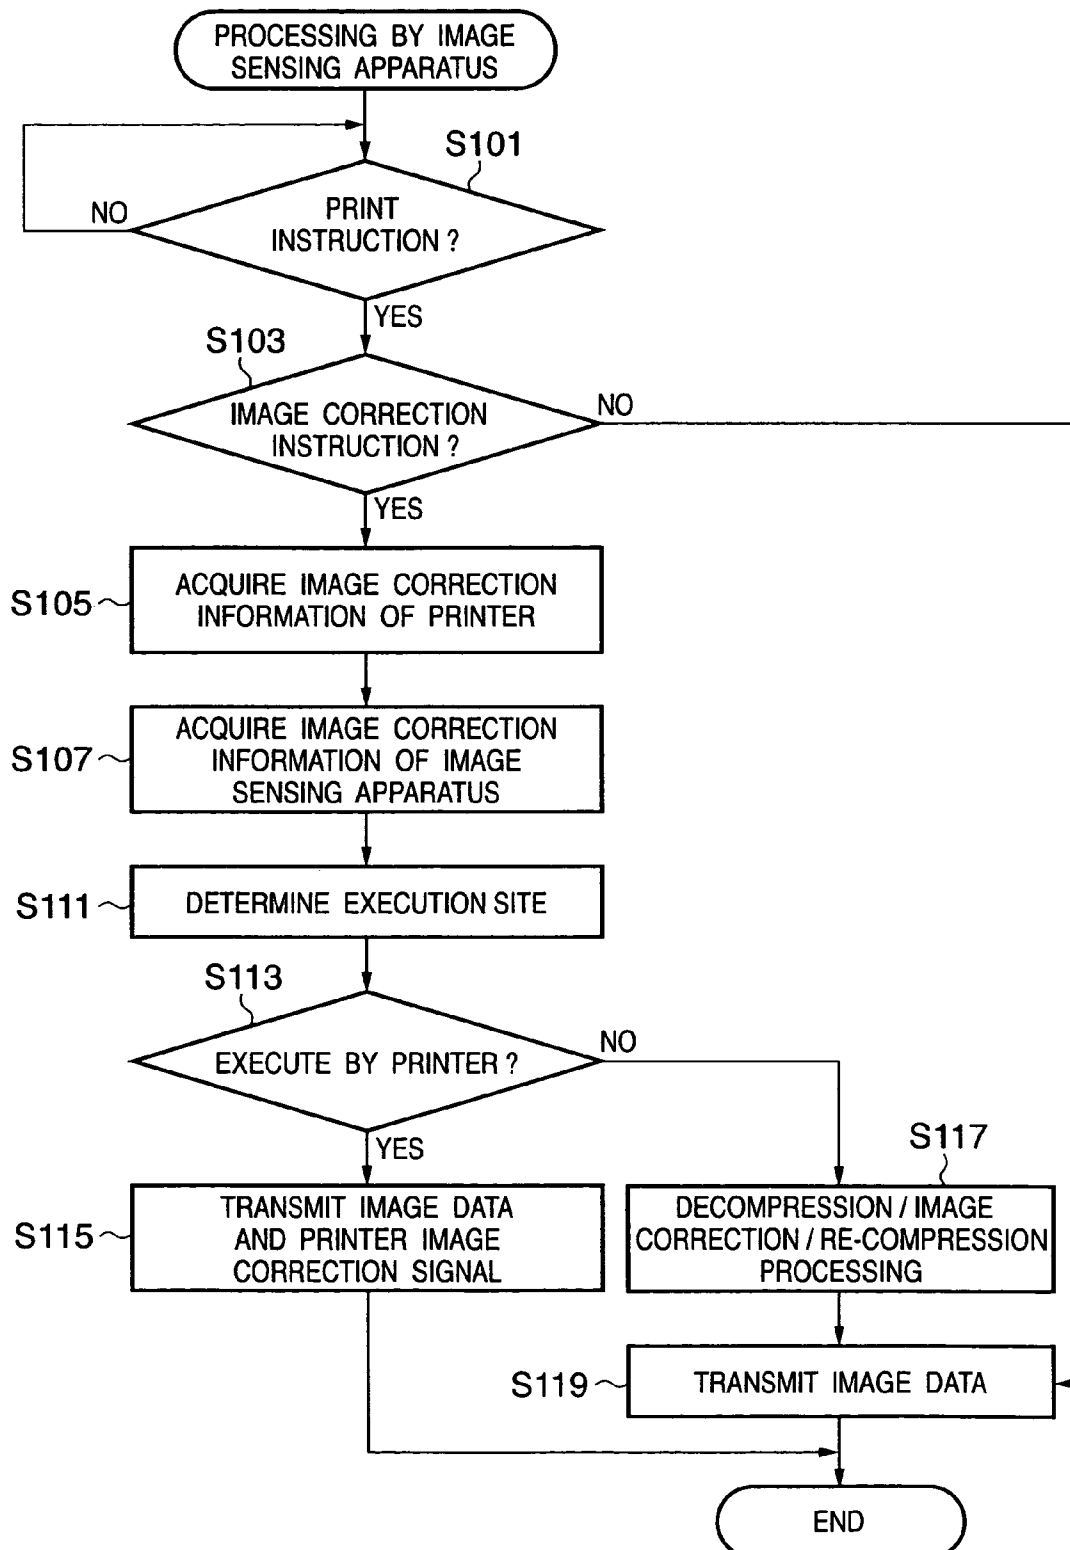 PROCESSING BY IMAGE
SENSING APPARATUS
S101
PRINT
INSTRUCTION ?
NO
YES
S103
IMAGE CORRECTION
INSTRUCTION ?
NO
YES
S105
ACQUIRE IMAGE CORRECTION
INFORMATION OF PRINTER
S107
ACQUIRE IMAGE CORRECTION
INFORMATION OF IMAGE
SENSING APPARATUS
S111
DETERMINE EXECUTION SITE
S113
EXECUTE BY PRINTER ?
NO
YES
S115
TRANSMIT IMAGE DATA
AND PRINTER IMAGE
CORRECTION SIGNAL
S117
DECOMPRESSION / IMAGE
CORRECTION / RE-COMPRESSION
PROCESSING
S119
TRANSMIT IMAGE DATA
END